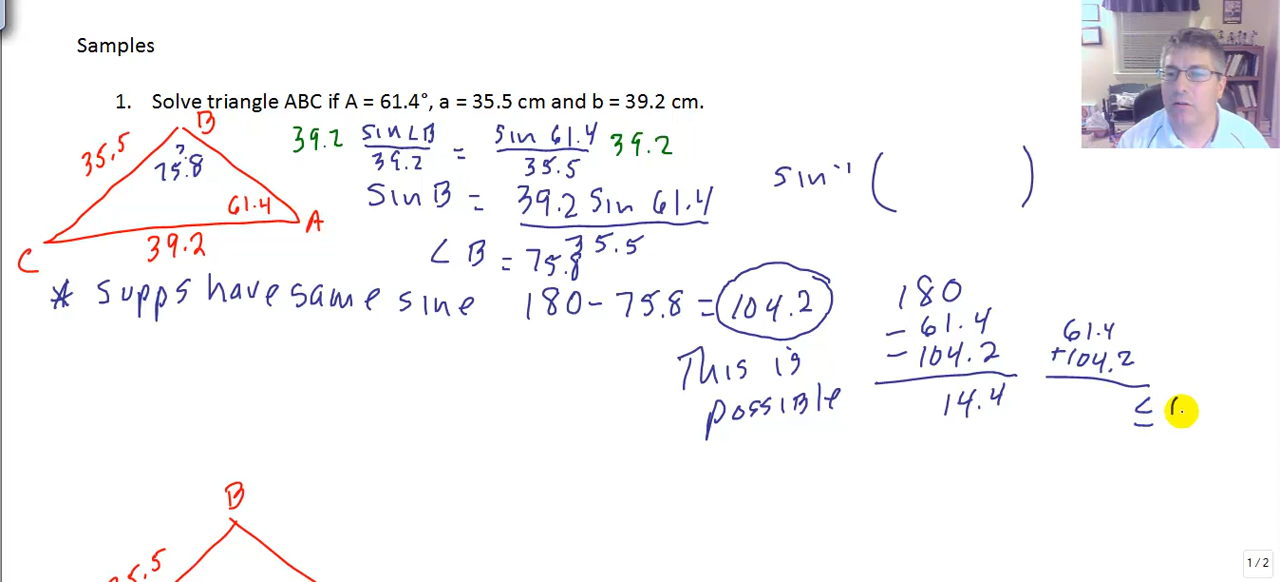 Samples
1. Solve triangle ABC if A = 61.4°, a = 35.5 cm and b = 39.2 cm.
B
35.5
?
75.8
61.4
A
C
39.2
39.2 sin∠B / 39.2 = sin 61.4 / 35.5 39.2
sin B = 39.2 sin 61.4 / 35.5
∠B = 75.8
sin⁻¹ ( )
* supps have same sine 180 - 75.8 = 104.2
This is
possible
180
- 61.4
- 104.2
14.4
61.4
+104.2
≤ 1.
B
35.5
1 / 2